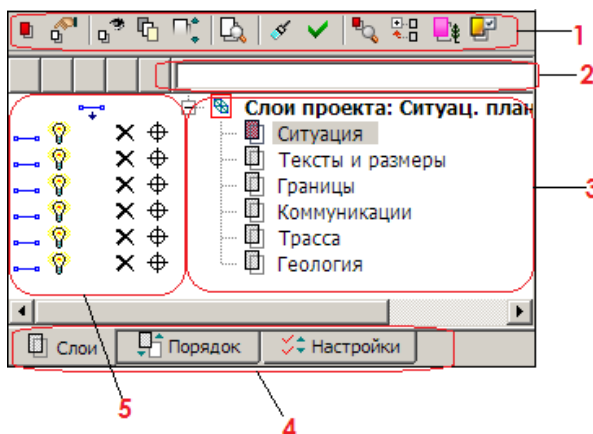 1
2
Слои проекта: Ситуац. план
Ситуация
Тексты и размеры
Границы
3
Коммуникации
Трасса
Геология
Слои Порядок Настройки
5
4